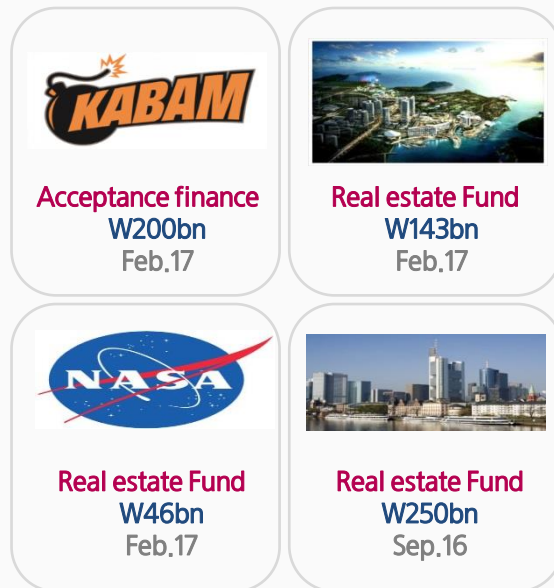 KABAM
Acceptance finance
W200bn
Feb.17
Real estate Fund
W143bn
Feb.17
NASA
Real estate Fund
W46bn
Feb.17
Real estate Fund
W250bn
Sep.16